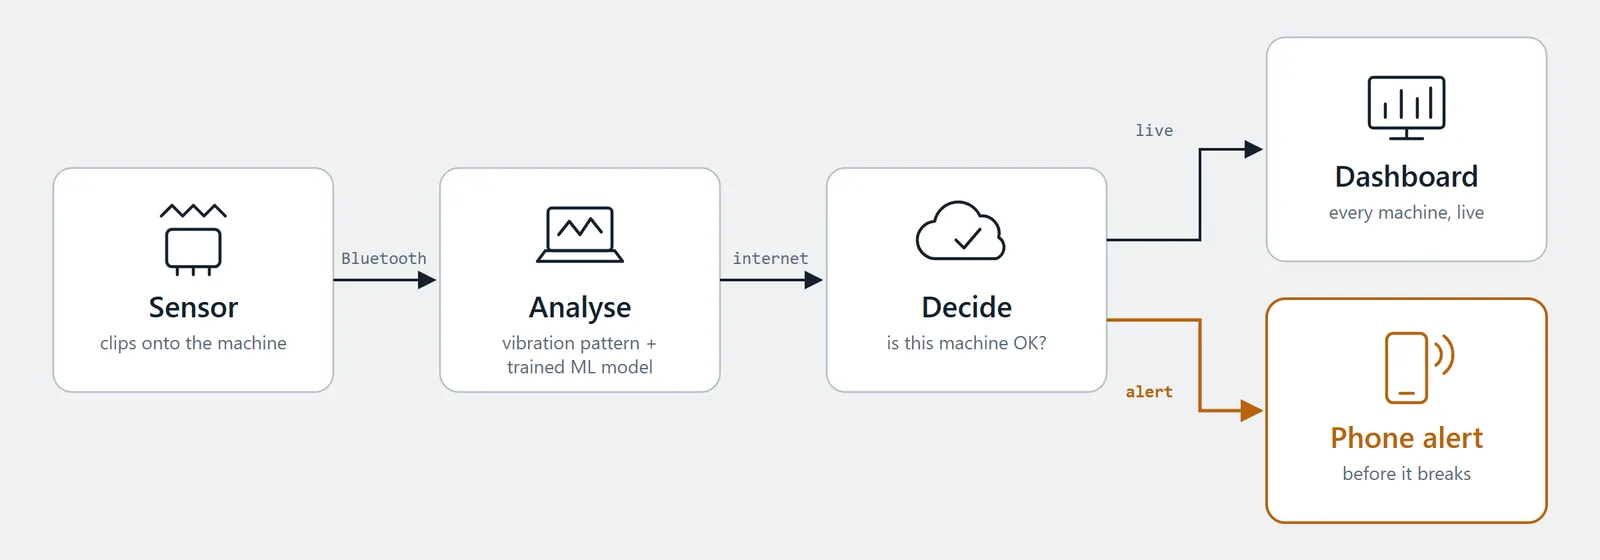 Sensor
clips onto the machine
Bluetooth
Analyse
vibration pattern +
trained ML model
internet
Decide
is this machine OK?
live
Dashboard
every machine, live
alert
Phone alert
before it breaks